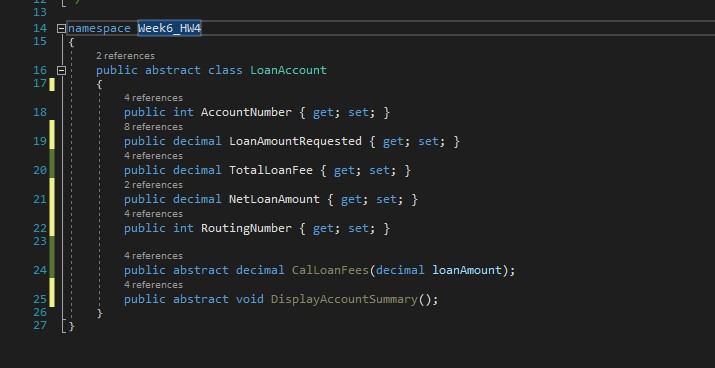 13
14 namespace Week6_HW4
15 {
2 references
16 public abstract class LoanAccount
17 {
4 references
18 public int AccountNumber { get; set; }
8 references
19 public decimal LoanAmountRequested { get; set; }
4 references
20 public decimal TotalLoanFee { get; set; }
2 references
21 public decimal NetLoanAmount { get; set; }
4 references
22 public int RoutingNumber { get; set; }
23
4 references
24 public abstract decimal CalLoanFees(decimal loanAmount);
4 references
25 public abstract void DisplayAccountSummary();
26 }
27 }